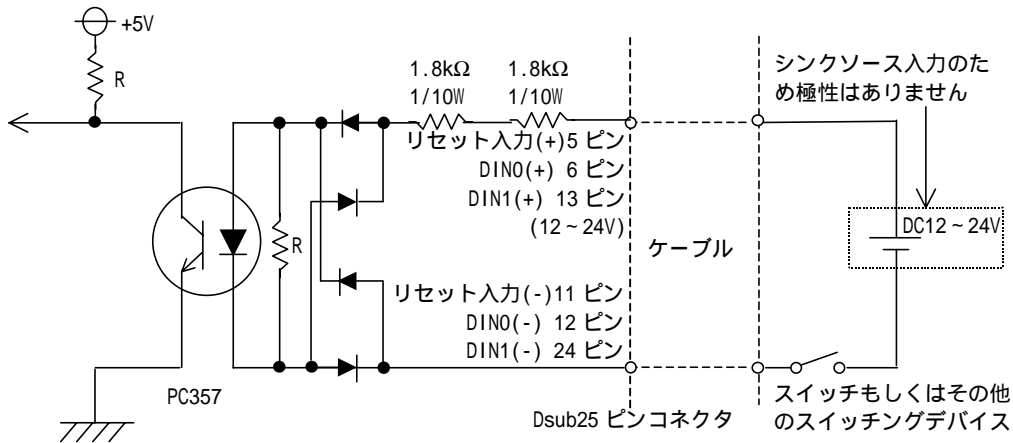 +5V
R
1.8kΩ
1/10W
1.8kΩ
1/10W
シンクソース入力のた
め極性はありません
リセット入力(+)5 ピン
DIN0(+) 6 ピン
DIN1(+) 13 ピン
(12~24V)
ケーブル
DC12~24V
R
リセット入力(-)11 ピン
DIN0(-) 12 ピン
DIN1(-) 24 ピン
PC357
Dsub25 ピンコネクタ
スイッチもしくはその他
のスイッチングデバイス